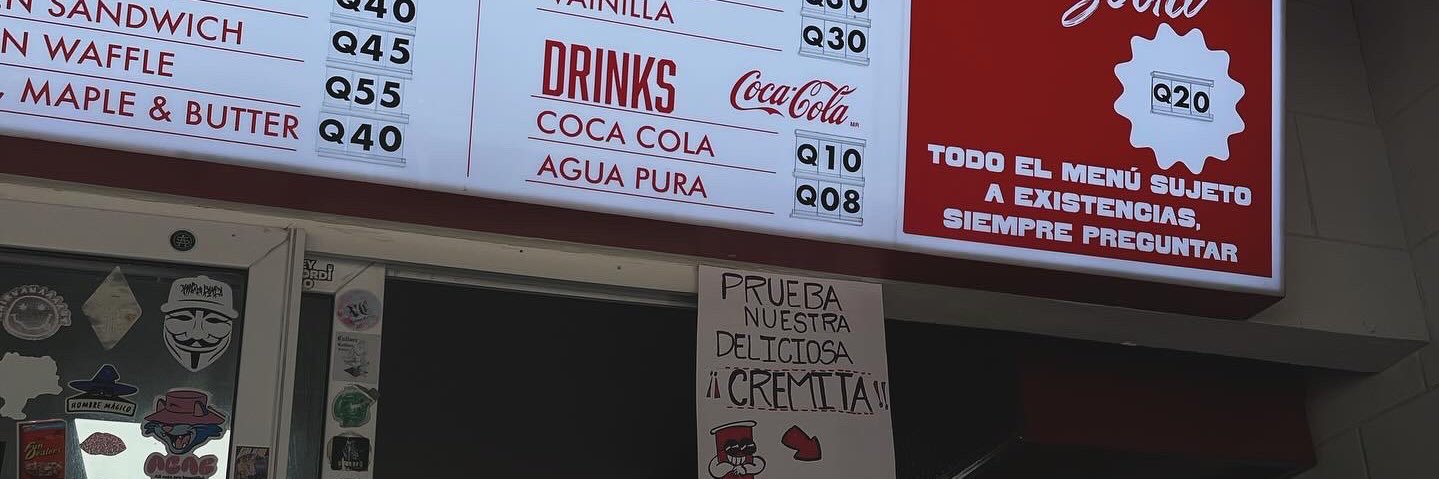 SANDWICH
Q40
WAFFLE
Q45
Q55
, MAPLE & BUTTER
Q40
VAINILLA
Q30
DRINKS
Coca-Cola
COCA COLA
Q10
AGUA PURA
Q08
Q20
TODO EL MENÚ SUJETO
A EXISTENCIAS,
SIEMPRE PREGUNTAR
PRUEBA
NUESTRA
DELICIOSA
¡¡CREMITA!!
HOMBRE MÁGICO